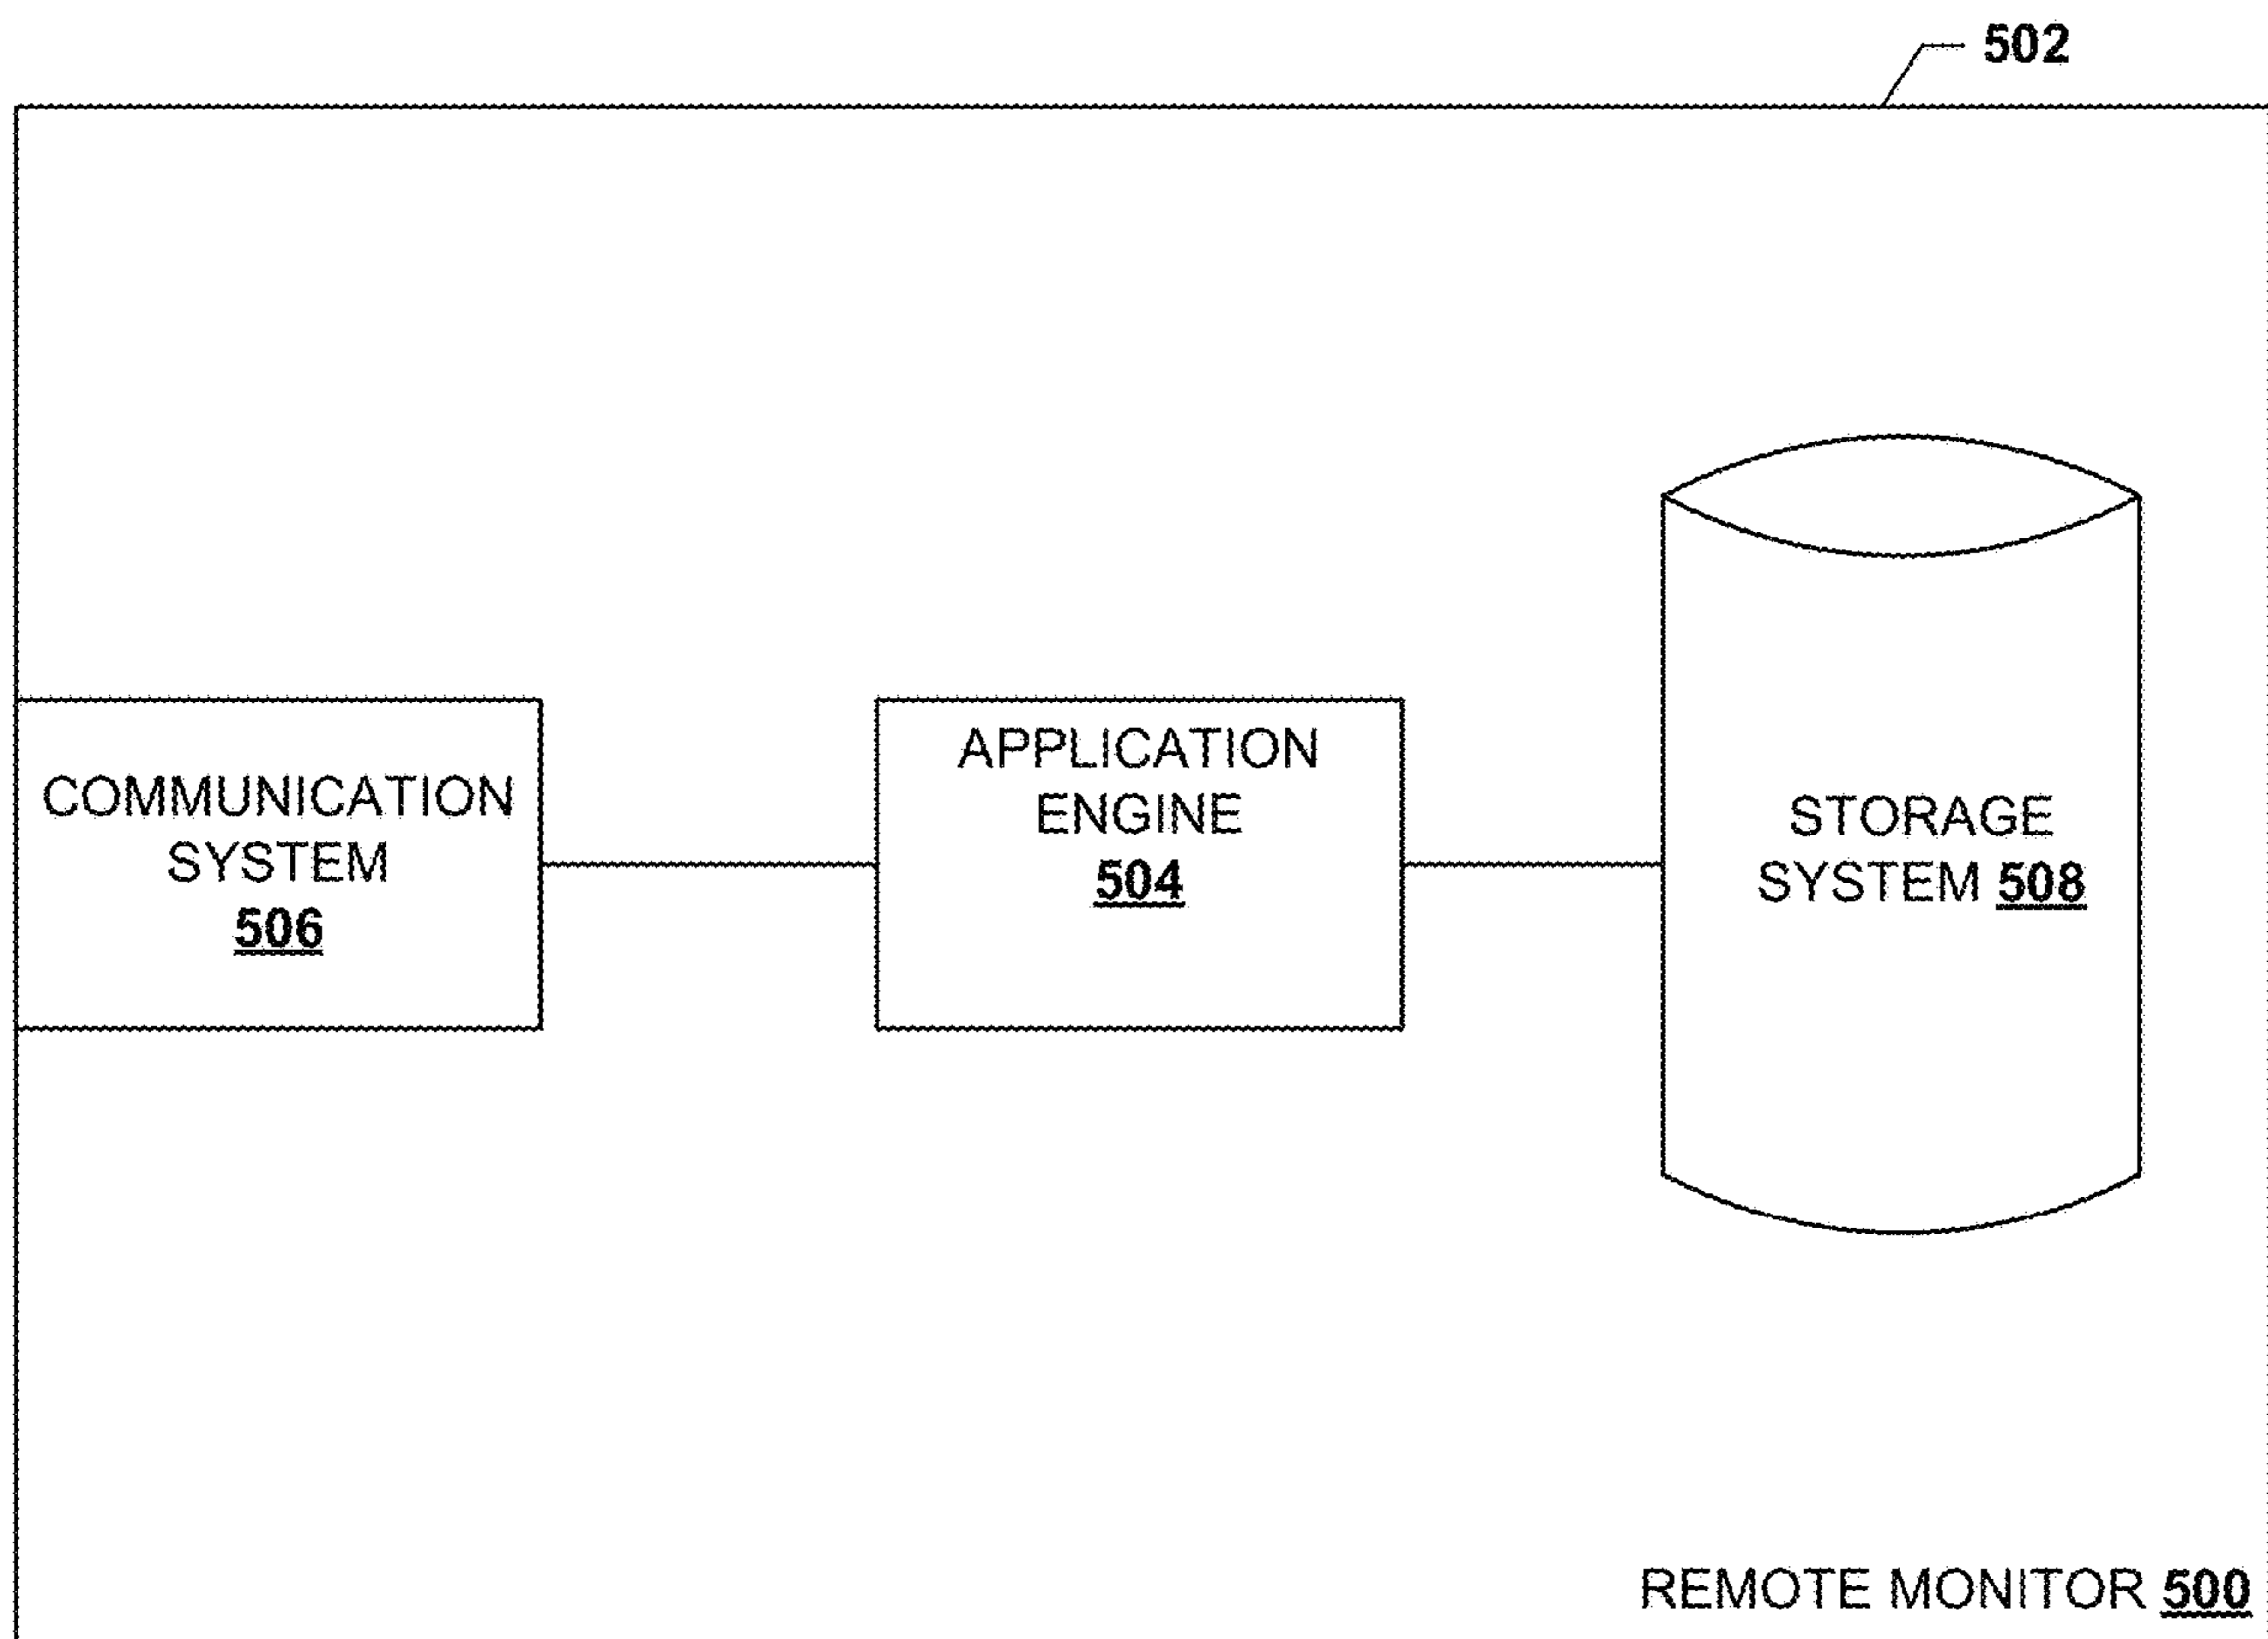 502
COMMUNICATION
SYSTEM
506
APPLICATION
ENGINE
504
STORAGE
SYSTEM 508
REMOTE MONITOR 500